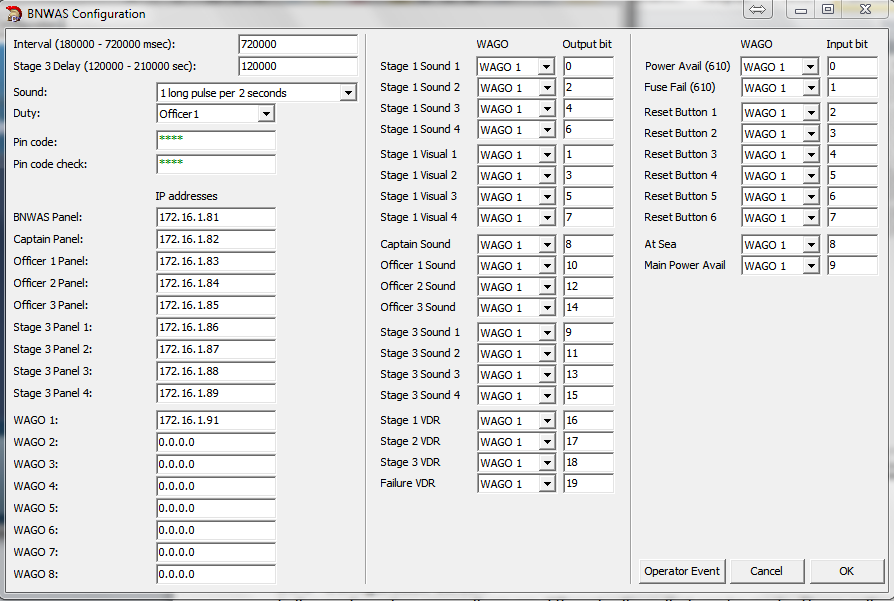 BNWAS Configuration
Interval (180000 - 720000 msec): 720000
Stage 3 Delay (120000 - 210000 sec): 120000
Sound: 1 long pulse per 2 seconds
Duty: Officer1
Pin code: ****
Pin code check: ****
IP addresses
BNWAS Panel: 172.16.1.81
Captain Panel: 172.16.1.82
Officer 1 Panel: 172.16.1.83
Officer 2 Panel: 172.16.1.84
Officer 3 Panel: 172.16.1.85
Stage 3 Panel 1: 172.16.1.86
Stage 3 Panel 2: 172.16.1.87
Stage 3 Panel 3: 172.16.1.88
Stage 3 Panel 4: 172.16.1.89
WAGO 1: 172.16.1.91
WAGO 2: 0.0.0.0
WAGO 3: 0.0.0.0
WAGO 4: 0.0.0.0
WAGO 5: 0.0.0.0
WAGO 6: 0.0.0.0
WAGO 7: 0.0.0.0
WAGO 8: 0.0.0.0
WAGO Output bit
Stage 1 Sound 1 WAGO 1 0
Stage 1 Sound 2 WAGO 1 2
Stage 1 Sound 3 WAGO 1 4
Stage 1 Sound 4 WAGO 1 6
Stage 1 Visual 1 WAGO 1 1
Stage 1 Visual 2 WAGO 1 3
Stage 1 Visual 3 WAGO 1 5
Stage 1 Visual 4 WAGO 1 7
Captain Sound WAGO 1 8
Officer 1 Sound WAGO 1 10
Officer 2 Sound WAGO 1 12
Officer 3 Sound WAGO 1 14
Stage 3 Sound 1 WAGO 1 9
Stage 3 Sound 2 WAGO 1 11
Stage 3 Sound 3 WAGO 1 13
Stage 3 Sound 4 WAGO 1 15
Stage 1 VDR WAGO 1 16
Stage 2 VDR WAGO 1 17
Stage 3 VDR WAGO 1 18
Failure VDR WAGO 1 19
WAGO Input bit
Power Avail (610) WAGO 1 0
Fuse Fail (610) WAGO 1 1
Reset Button 1 WAGO 1 2
Reset Button 2 WAGO 1 3
Reset Button 3 WAGO 1 4
Reset Button 4 WAGO 1 5
Reset Button 5 WAGO 1 6
Reset Button 6 WAGO 1 7
At Sea WAGO 1 8
Main Power Avail WAGO 1 9
Operator Event Cancel OK